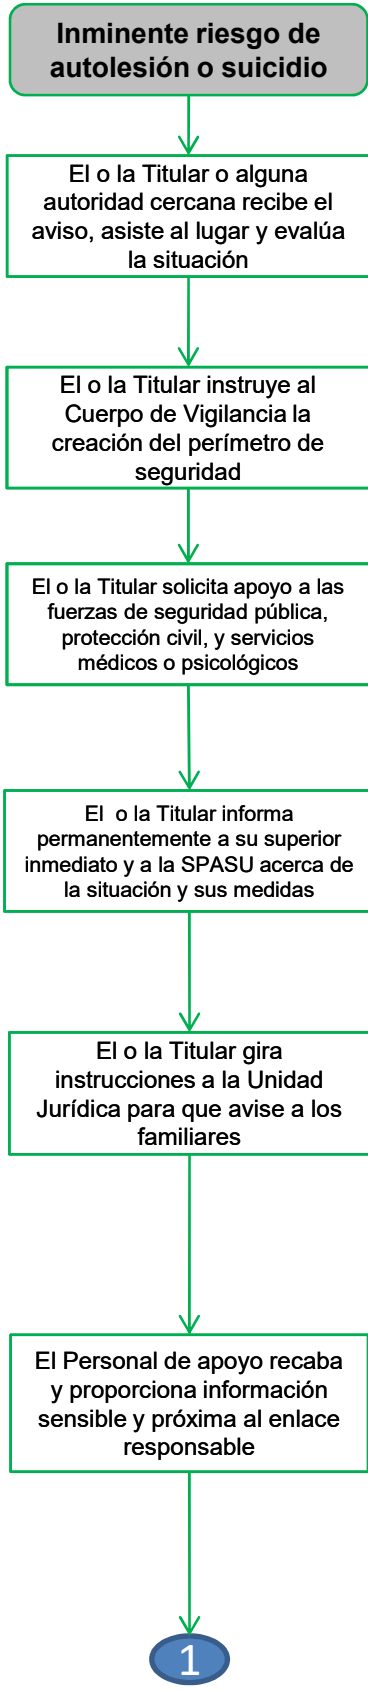 Inminente riesgo de
autolesión o suicidio
El o la Titular o alguna
autoridad cercana recibe el
aviso, asiste al lugar y evalúa
la situación
El o la Titular instruye al
Cuerpo de Vigilancia la
creación del perímetro de
seguridad
El o la Titular solicita apoyo a las
fuerzas de seguridad pública,
protección civil, y servicios
médicos o psicológicos
El o la Titular informa
permanentemente a su superior
inmediato y a la SPASU acerca de
la situación y sus medidas
El o la Titular gira
instrucciones a la Unidad
Jurídica para que avise a los
familiares
El Personal de apoyo recaba
y proporciona información
sensible y próxima al enlace
responsable
1